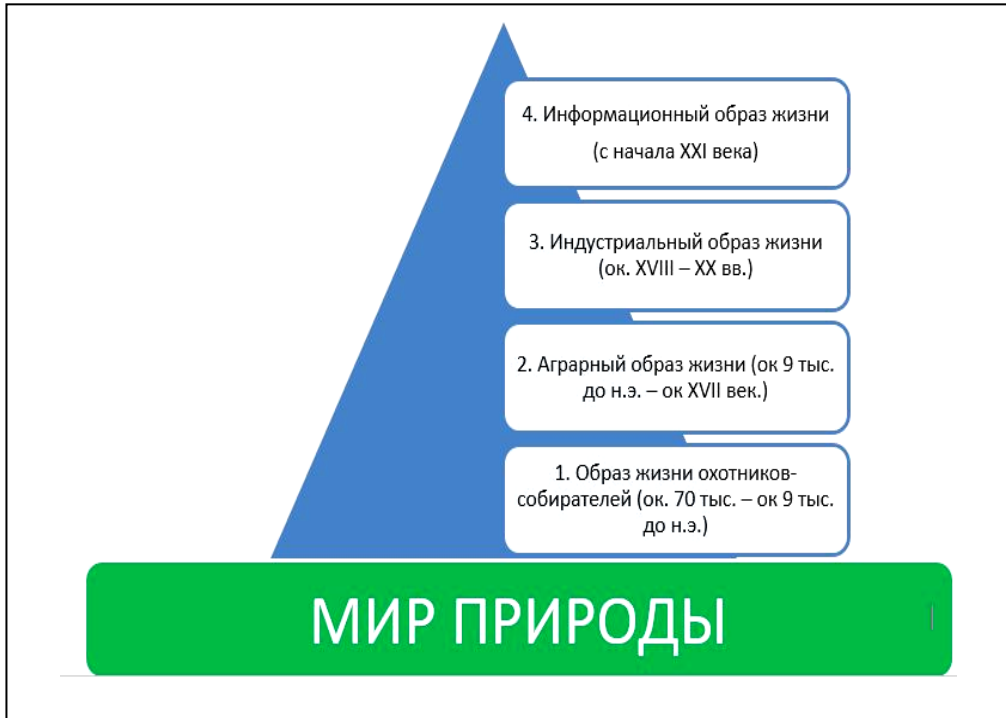 4. Информационный образ жизни
(с начала XXI века)
3. Индустриальный образ жизни
(ок. XVIII – XX вв.)
2. Аграрный образ жизни (ок 9 тыс.
до н.э. – ок XVII век.)
1. Образ жизни охотников-
собирателей (ок. 70 тыс. – ок 9 тыс.
до н.э.)
МИР ПРИРОДЫ